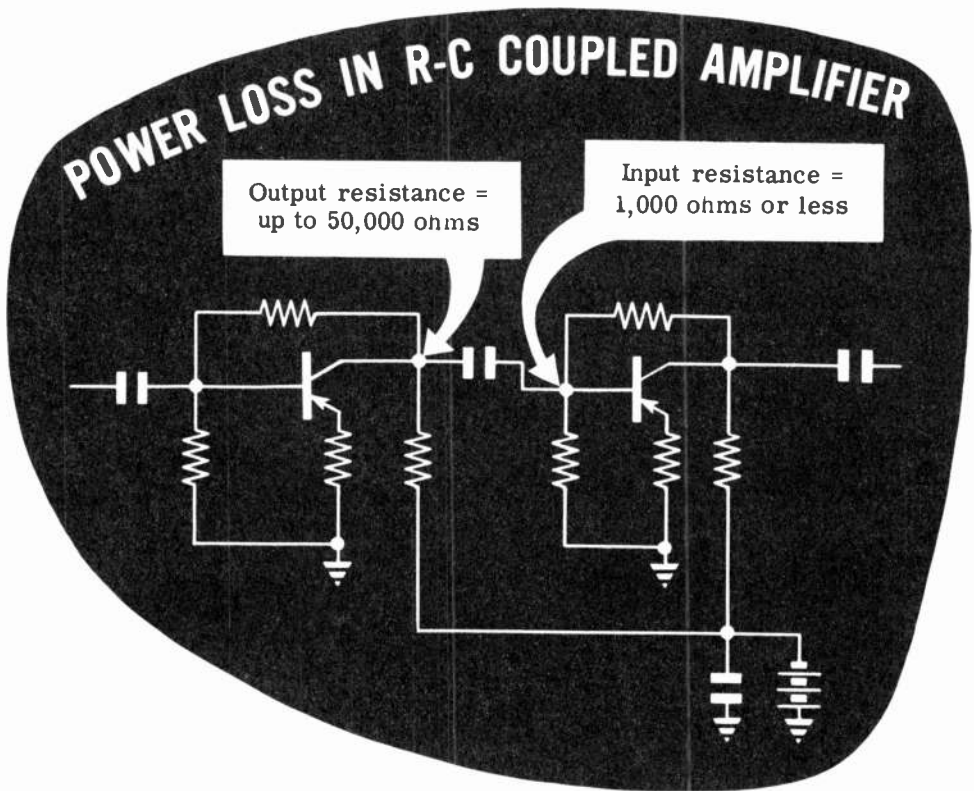 POWER LOSS IN R-C COUPLED AMPLIFIER
Output resistance =
up to 50,000 ohms
Input resistance =
1,000 ohms or less